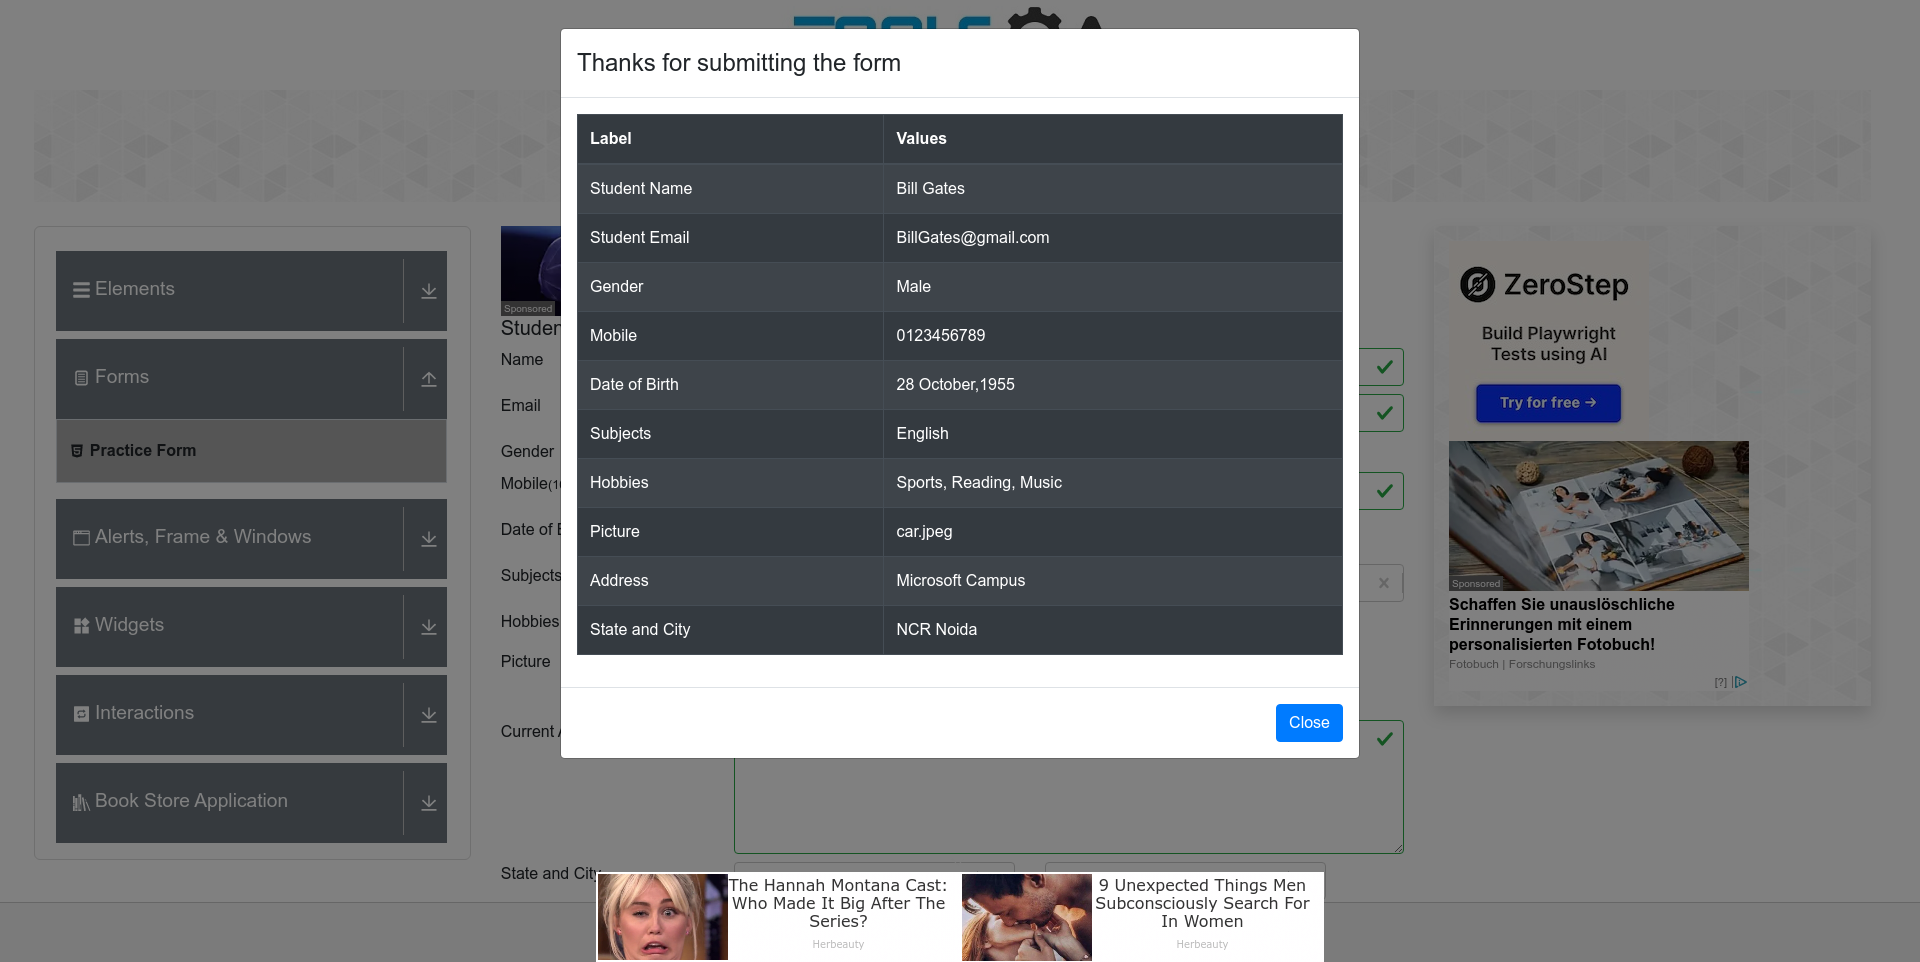 Thanks for submitting the form
Label Values
Student Name Bill Gates
Student Email BillGates@gmail.com
Gender Male
Mobile 0123456789
Date of Birth 28 October,1955
Subjects English
Hobbies Sports, Reading, Music
Picture car.jpeg
Address Microsoft Campus
State and City NCR Noida
Close
Elements
Forms
Practice Form
Alerts, Frame & Windows
Widgets
Interactions
Book Store Application
Sponsored
Name
Email
Gender
Date of
Subjects
Hobbies
Picture
Current
State and City
ZeroStep
Build Playwright
Tests using AI
Try for free →
Sponsored
Schaffen Sie unauslöschliche
Erinnerungen mit einem
personalisierten Fotobuch!
Fotobuch | Forschungslinks
[?]
The Hannah Montana Cast:
Who Made It Big After The
Series?
Herbeauty
9 Unexpected Things Men
Subconsciously Search For
In Women
Herbeauty